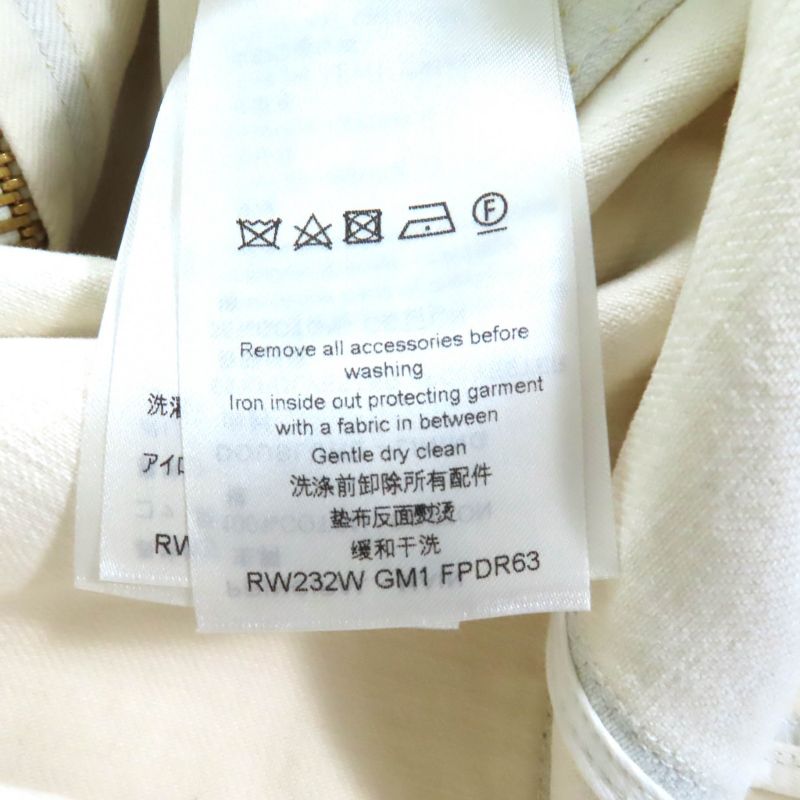 F
Remove all accessories before
washing
Iron inside out protecting garment
with a fabric in between
Gentle dry clean
洗涤前卸除所有配件
垫布反面熨烫
缓和干洗
RW232W GM1 FPDR63
洗濯
アイロ
RW